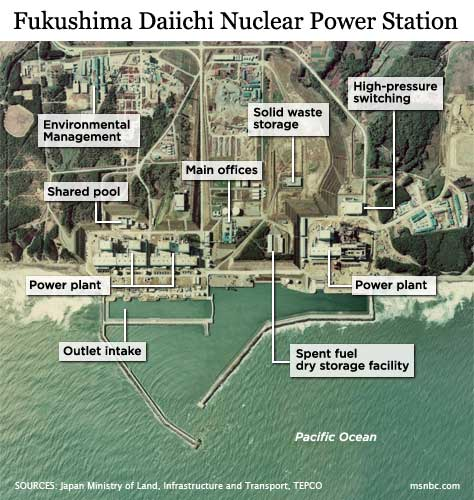 Fukushima Daiichi Nuclear Power Station
High-pressure
switching
Solid waste
storage
Environmental
Management
Main offices
Shared pool
Power plant
Power plant
Outlet intake
Spent fuel
dry storage facility
Pacific Ocean
SOURCES: Japan Ministry of Land, Infrastructure and Transport, TEPCO
msnbc.com